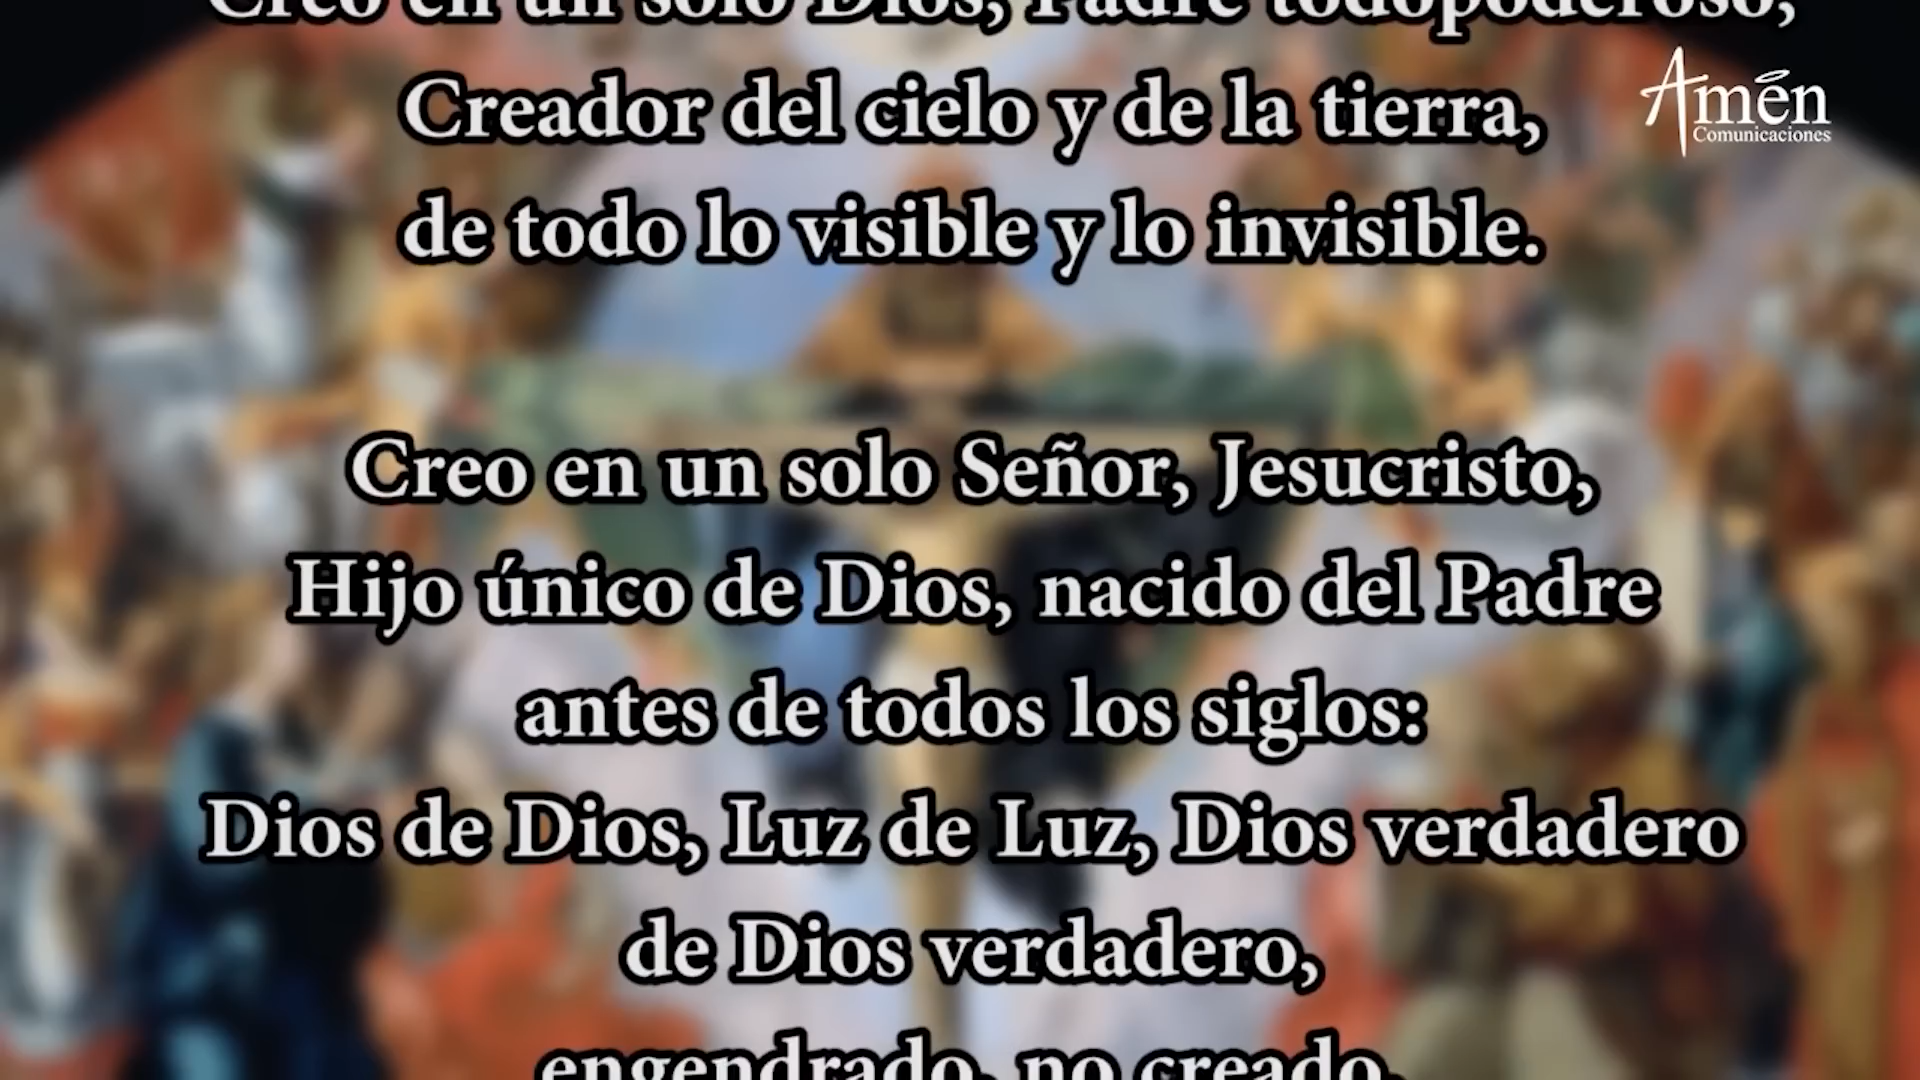 Creo en un solo Dios, Padre todopoderoso,
Amén
Comunicaciones
Creador del cielo y de la tierra,
de todo lo visible y lo invisible.
Creo en un solo Señor, Jesucristo,
Hijo único de Dios, nacido del Padre
antes de todos los siglos:
Dios de Dios, Luz de Luz, Dios verdadero
de Dios verdadero,
engendrado, no creado,